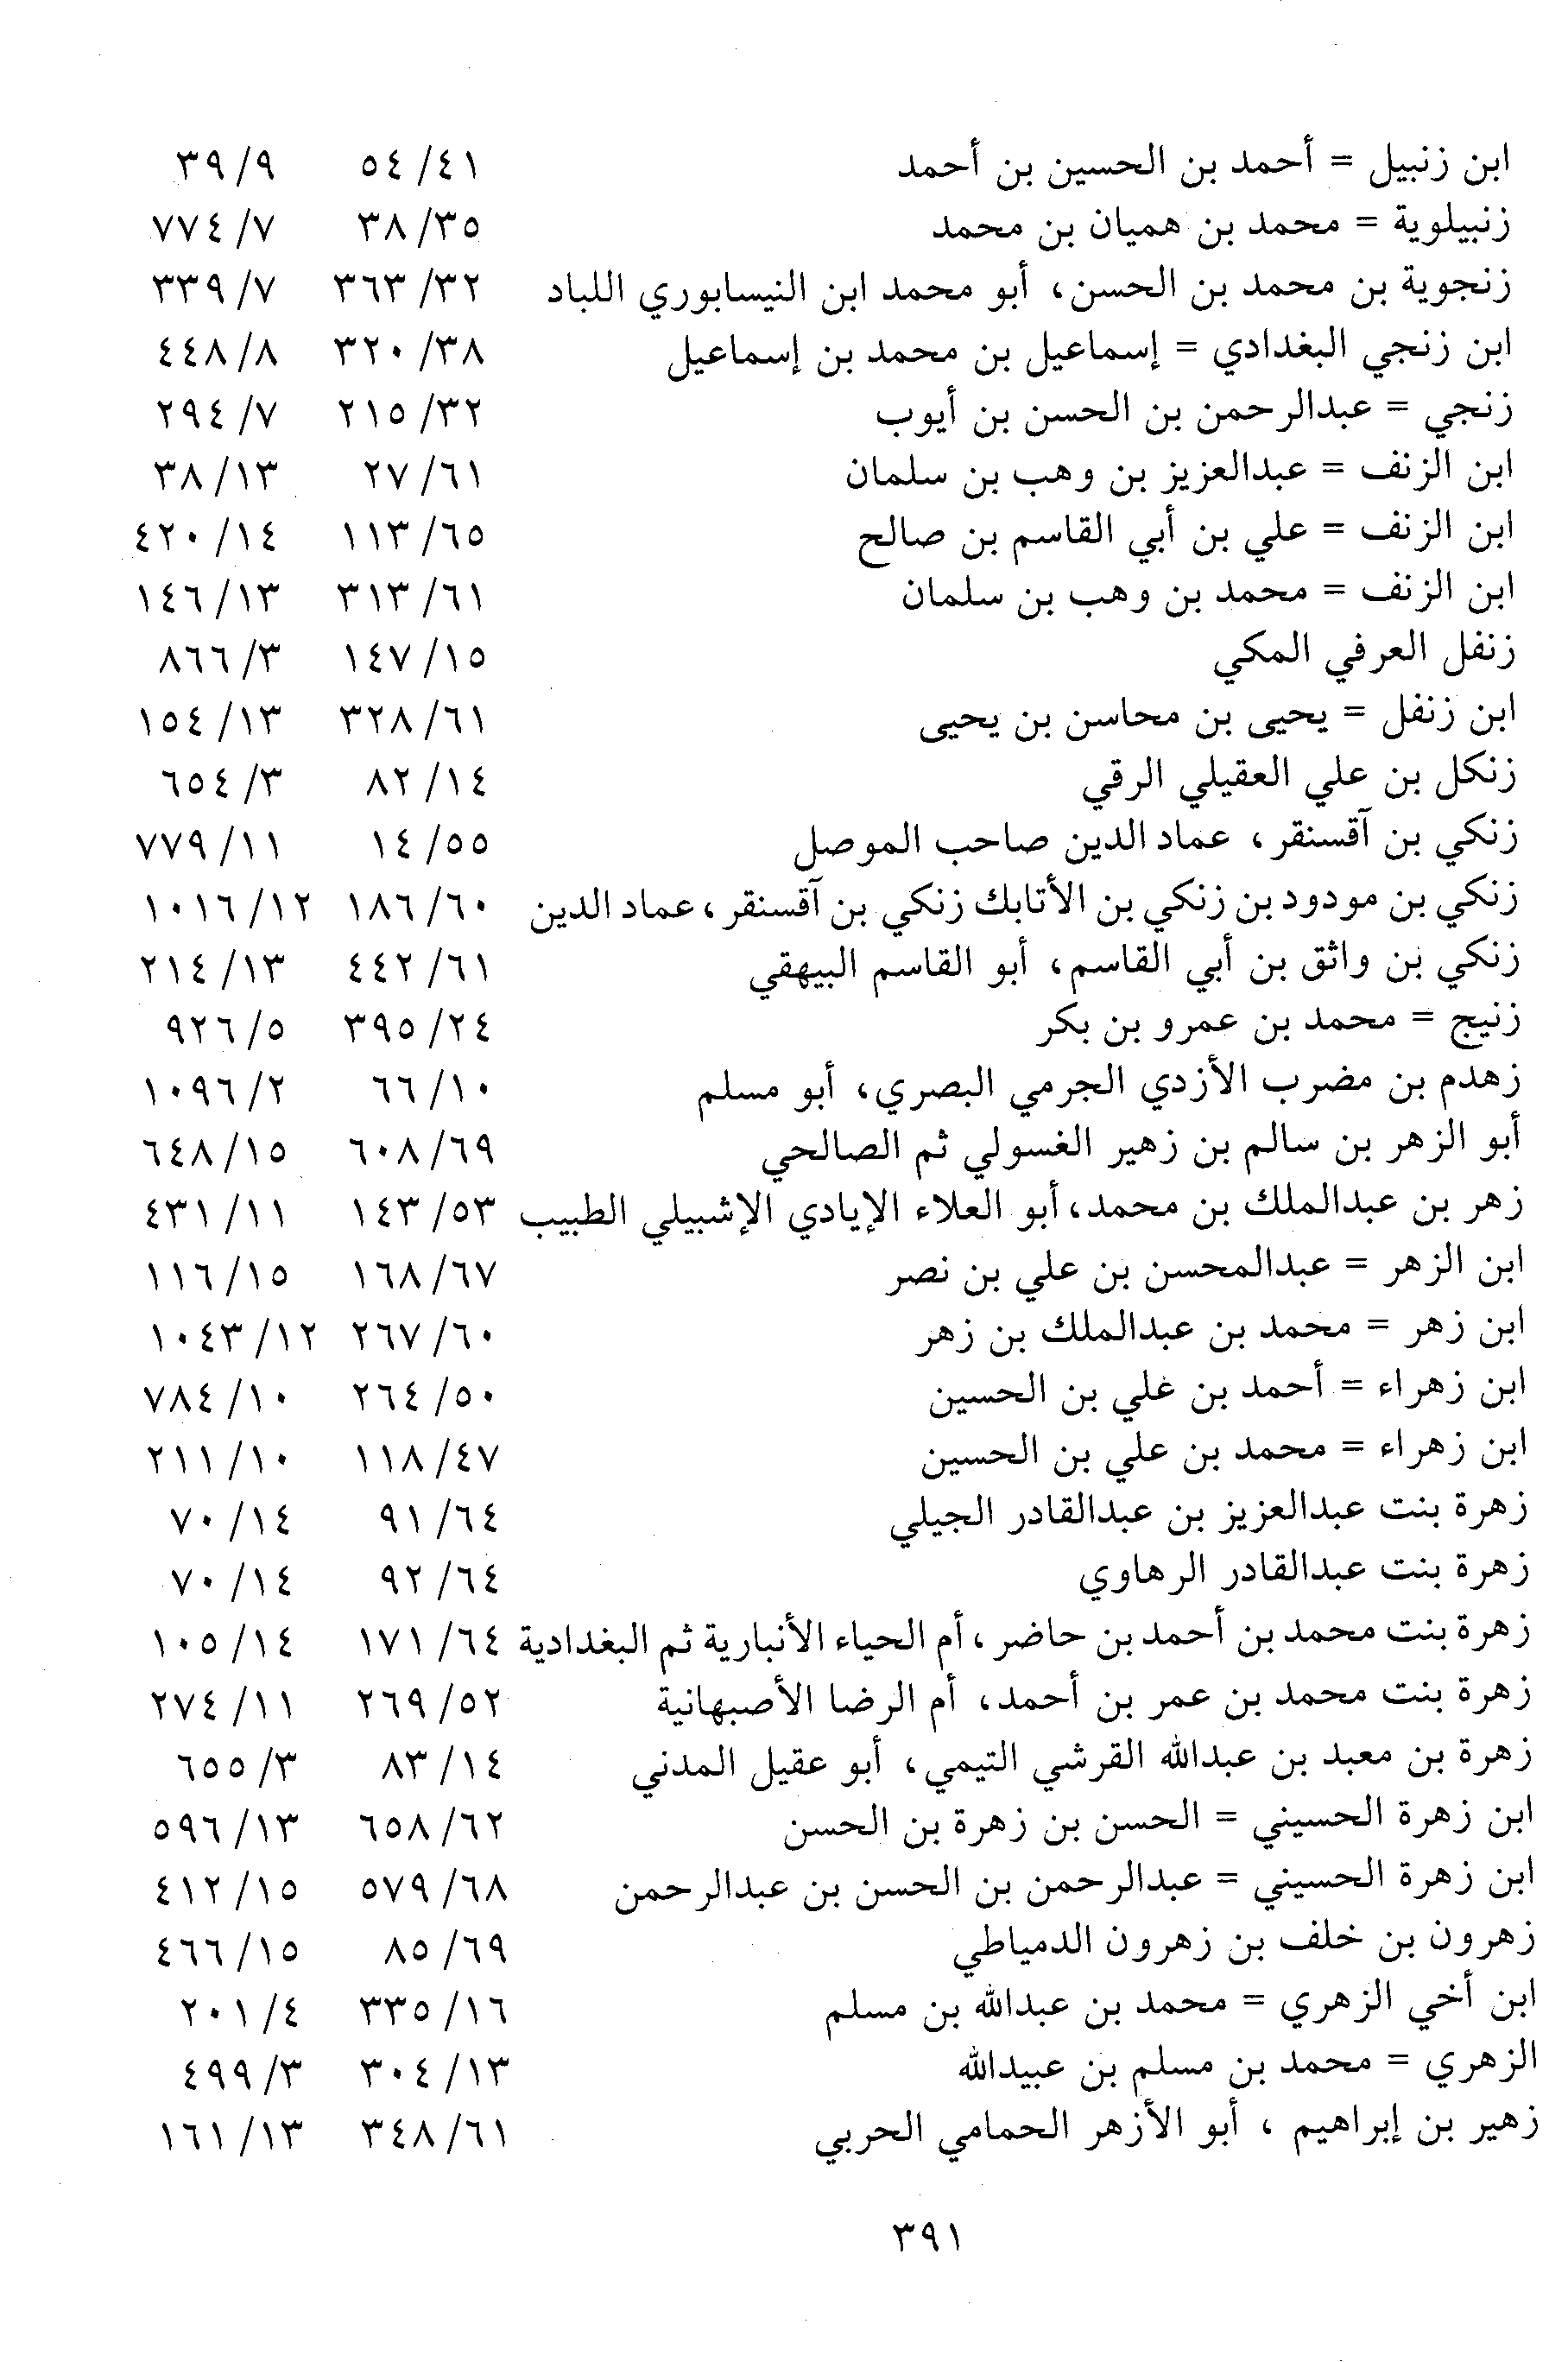 ابن زنبيل = أحمد بن الحسين بن أحمد ٥٤/٤١ ٣٩/٩
زنبيلوية = محمد بن هميان بن محمد ٣٨/٣٥ ٧٧٤/٧
زنجوية بن محمد بن الحسن، أبو محمد ابن النيسابوري اللباد ٣٦٣/٣٢ ٣٣٩/٧
ابن زنجي البغدادي = إسماعيل بن محمد بن إسماعيل ٣٢٠/٣٨ ٤٤٨/٨
زنجي = عبدالرحمن بن الحسن بن أيوب ٢١٥/٣٢ ٢٩٤/٧
ابن الزنف = عبدالعزيز بن وهب بن سلمان ٢٧/٦١ ٣٨/١٣
ابن الزنف = علي بن أبي القاسم بن صالح ١١٣/٦٥ ٤٢٠/١٤
ابن الزنف = محمد بن وهب بن سلمان ٣١٣/٦١ ١٤٦/١٣
زنفل العرفي المكي ١٤٧/١٥ ٨٦٦/٣
ابن زنفل = يحيى بن محاسن بن يحيى ٣٢٨/٦١ ١٥٤/١٣
زنكل بن علي العقيلي الرقي ٨٢/١٤ ٦٥٤/٣
زنكي بن آقسنقر، عماد الدين صاحب الموصل ١٤/٥٥ ٧٧٩/١١
زنكي بن مودود بن زنكي بن الأتابك زنكي بن آقسنقر، عماد الدين ١٨٦/٦٠ ١٠١٦/١٢
زنكي بن واثق بن أبي القاسم، أبو القاسم البيهقي ٤٤٢/٦١ ٢١٤/١٣
زنيج = محمد بن عمرو بن بكر ٣٩٥/٢٤ ٩٢٦/٥
زهدم بن مضرب الأزدي الجرمي البصري، أبو مسلم ٦٦/١٠ ١٠٩٦/٢
أبو الزهر بن سالم بن زهير الغسولي ثم الصالحي ٦٠٨/٦٩ ٦٤٨/١٥
زهر بن عبدالملك بن محمد، أبو العلاء الإيادي الإشبيلي الطبيب ١٤٣/٥٣ ٤٣١/١١
ابن الزهر = عبدالمحسن بن علي بن نصر ١٦٨/٦٧ ١١٦/١٥
ابن زهر = محمد بن عبدالملك بن زهر ٢٦٧/٦٠ ١٠٤٣/١٢
ابن زهراء = أحمد بن علي بن الحسين ٢٦٤/٥٠ ٧٨٤/١٠
ابن زهراء = محمد بن علي بن الحسين ١١٨/٤٧ ٢١١/١٠
زهرة بنت عبدالعزيز بن عبدالقادر الجيلي ٩١/٦٤ ٧٠/١٤
زهرة بنت عبدالقادر الرهاوي ٩٢/٦٤ ٧٠/١٤
زهرة بنت محمد بن أحمد بن حاضر، أم الحياء الأنبارية ثم البغدادية ١٧١/٦٤ ١٠٥/١٤
زهرة بنت محمد بن عمر بن أحمد، أم الرضا الأصبهانية ٢٦٩/٥٢ ٢٧٤/١١
زهرة بن معبد بن عبدالله القرشي التيمي، أبو عقيل المدني ٨٣/١٤ ٦٥٥/٣
ابن زهرة الحسيني = الحسن بن زهرة بن الحسن ٦٥٨/٦٢ ٥٩٦/١٣
ابن زهرة الحسيني = عبدالرحمن بن الحسن بن عبدالرحمن ٥٧٩/٦٨ ٤١٢/١٥
زهرون بن خلف بن زهرون الدمياطي ٨٥/٦٩ ٤٦٦/١٥
ابن أخي الزهري = محمد بن عبدالله بن مسلم ٣٣٥/١٦ ٢٠١/٤
الزهري = محمد بن مسلم بن عبيدالله ٣٠٤/١٣ ٤٩٩/٣
زهير بن إبراهيم ، أبو الأزهر الحمامي الحربي ٣٤٨/٦١ ١٦١/١٣
٣٩١